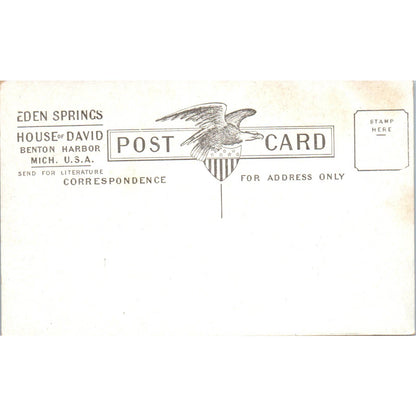 EDEN SPRINGS
HOUSE OF DAVID
BENTON HARBOR
MICH. U.S.A.
SEND FOR LITERATURE
POST CARD
STAMP
HERE
CORRESPONDENCE
FOR ADDRESS ONLY